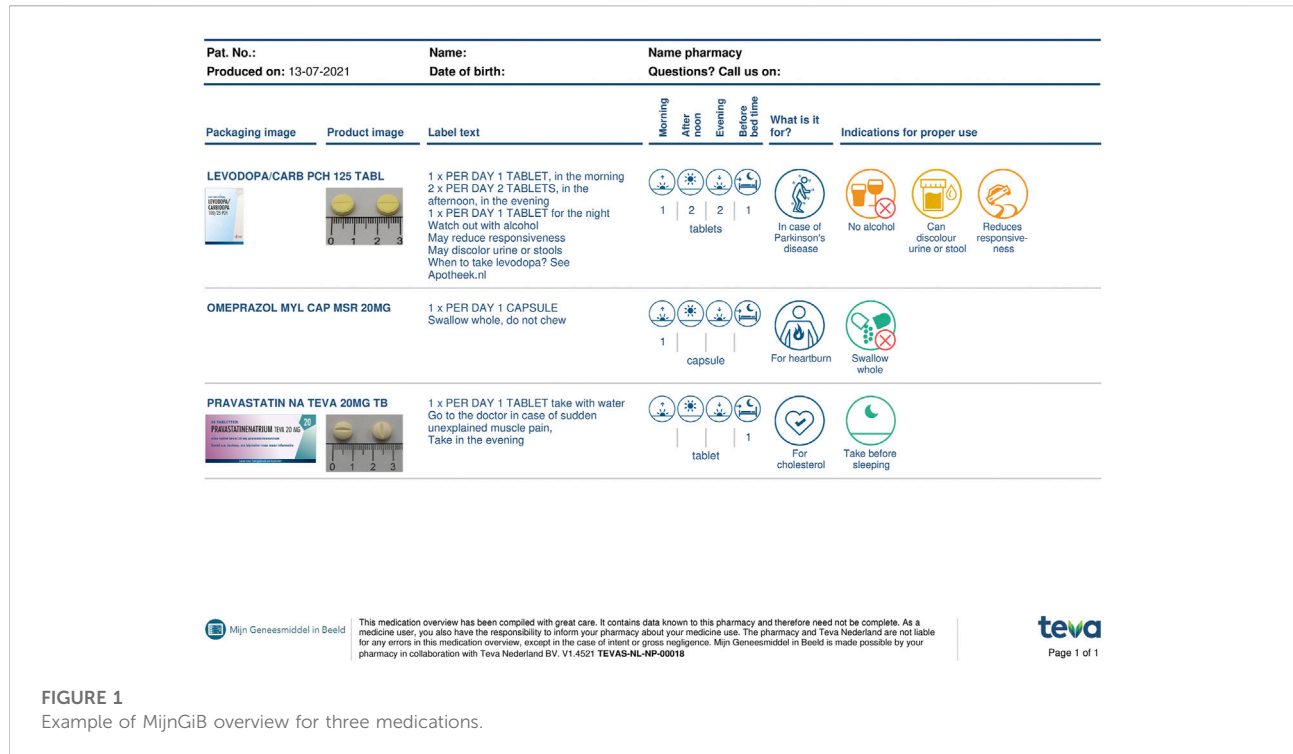 Pat. No.:
Name:
Name pharmacy
Produced on: 13-07-2021
Date of birth:
Questions? Call us on:
Packaging image
Product image
Label text
Morning
After
noon
Evening
Before
bed time
What is it
for?
Indications for proper use
LEVODOPA/CARB PCH 125 TABL
LEVODOPA/
CARBIDOPA
100/25 PCH
0 1 2 3
1 x PER DAY 1 TABLET, in the morning
2 x PER DAY 2 TABLETS, in the
afternoon, in the evening
1 x PER DAY 1 TABLET for the night
Watch out with alcohol
May reduce responsiveness
May discolor urine or stools
When to take levodopa? See
Apotheek.nl
1 2 2 1
tablets
In case of
Parkinson's
disease
No alcohol
Can
discolour
urine or stool
Reduces
responsive-
ness
OMEPRAZOL MYL CAP MSR 20MG
1 x PER DAY 1 CAPSULE
Swallow whole, do not chew
1
capsule
For heartburn
Swallow
whole
PRAVASTATIN NA TEVA 20MG TB
PRAVASTATINENATRIUM TEVA 20 MG
20
0 1 2 3
1 x PER DAY 1 TABLET take with water
Go to the doctor in case of sudden
unexplained muscle pain,
Take in the evening
1
tablet
For
cholesterol
Take before
sleeping
Mijn Geneesmiddel in Beeld
This medication overview has been compiled with great care. It contains data known to this pharmacy and therefore need not be complete. As a
medicine user, you also have the responsibility to inform your pharmacy about your medicine use. The pharmacy and Teva Nederland are not liable
for any errors in this medication overview, except in the case of intent or gross negligence. Mijn Geneesmiddel in Beeld is made possible by your
pharmacy in collaboration with Teva Nederland BV. V1.4521 TEVAS-NL-NP-00018
teva
Page 1 of 1
FIGURE 1
Example of MijnGiB overview for three medications.